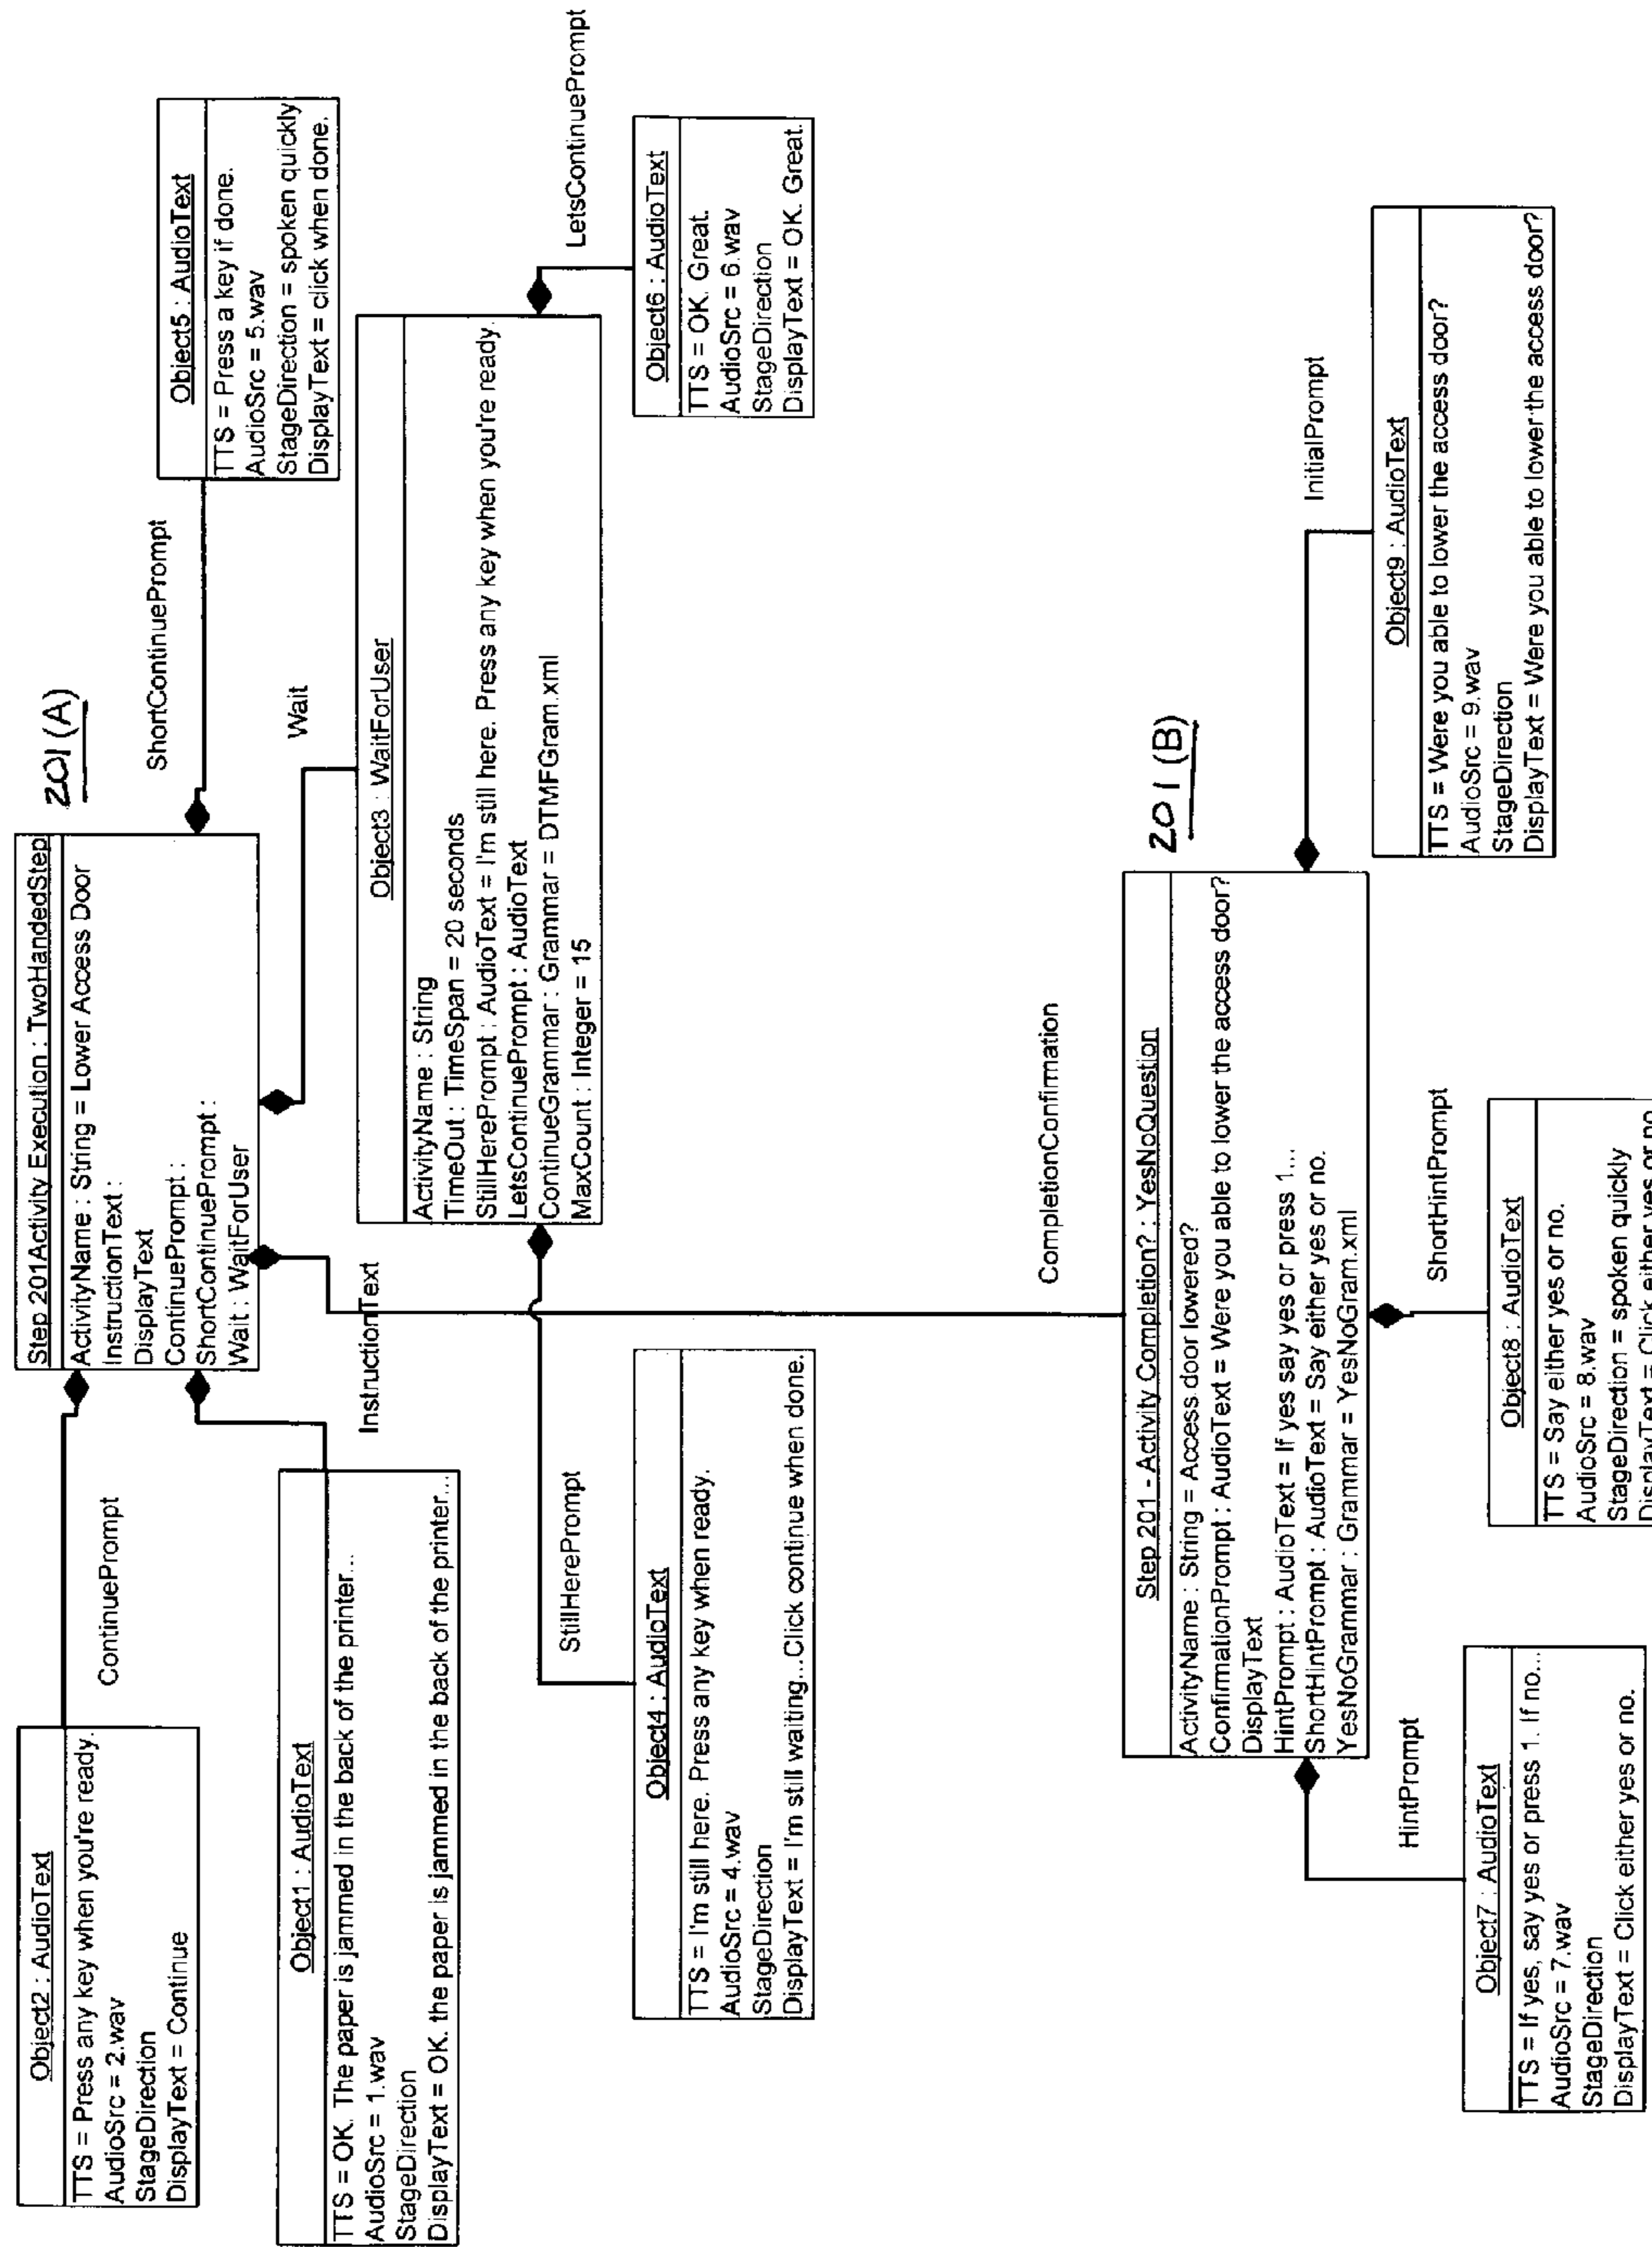 Step 201Activity Execution : TwoHandedStep
ActivityName : String = Lower Access Door
InstructionText :
DisplayText
ContinuePrompt :
ShortContinuePrompt :
Wait : WaitForUser
201 (A)
Object2 : AudioText
TTS = Press any key when you're ready.
AudioSrc = 2.wav
StageDirection
DisplayText = Continue
ContinuePrompt
ShortContinuePrompt
Object5 : AudioText
TTS = Press a key if done.
AudioSrc = 5.wav
StageDirection = spoken quickly
DisplayText = click when done.
Object1 : AudioText
TTS = OK. The paper is jammed in the back of the printer...
AudioSrc = 1.wav
StageDirection
DisplayText = OK. the paper is jammed in the back of the printer...
InstructionText
Wait
Object3 : WaitForUser
ActivityName : String
TimeOut : TimeSpan = 20 seconds
StillHerePrompt : AudioText = I'm still here. Press any key when you're ready.
LetsContinuePrompt : AudioText
ContinueGrammar : Grammar = DTMFGram.xml
MaxCount : Integer = 15
StillHerePrompt
LetsContinuePrompt
Object4 : AudioText
TTS = I'm still here. Press any key when ready.
AudioSrc = 4.wav
StageDirection
DisplayText = I'm still waiting...Click continue when done.
Object6 : AudioText
TTS = OK. Great.
AudioSrc = 6.wav
StageDirection
DisplayText = OK. Great.
CompletionConfirmation
201 (B)
Step 201 - Activity Completion? : YesNoQuestion
ActivityName : String = Access door lowered?
ConfirmationPrompt : AudioText = Were you able to lower the access door?
DisplayText
HintPrompt : AudioText = If yes say yes or press 1...
ShortHintPrompt : AudioText = Say either yes or no.
YesNoGrammar : Grammar = YesNoGram.xml
HintPrompt
ShortHintPrompt
InitialPrompt
Object9 : AudioText
TTS = Were you able to lower the access door?
AudioSrc = 9.wav
StageDirection
DisplayText = Were you able to lower the access door?
Object7 : AudioText
TTS = If yes, say yes or press 1. If no...
AudioSrc = 7.wav
StageDirection
DisplayText = Click either yes or no.
Object8 : AudioText
TTS = Say either yes or no.
AudioSrc = 8.wav
StageDirection = spoken quickly
DisplayText = Click either yes or no